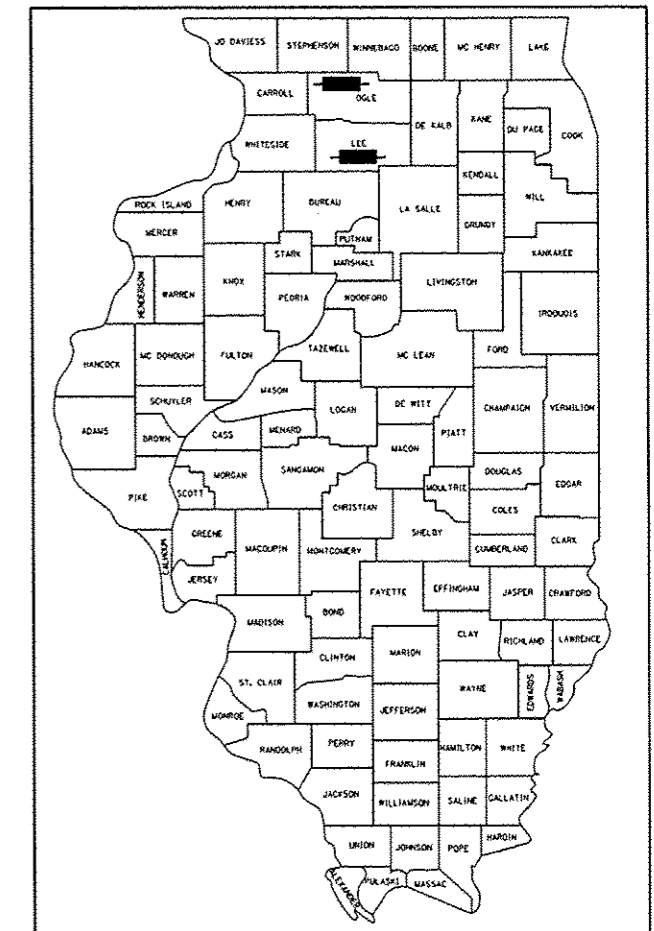 JO DAVIESS STEPHENSON WINNEBAGO BOONE MC HENRY LAKE
CARROLL OGLE
DE KALB KANE DU PAGE COOK
WHITESIDE LEE
KENDALL WILL
ROCK ISLAND HENRY BUREAU LA SALLE GRUNDY
MERCER PUTNAM
STARK MARSHALL KANKAKEE
HENDERSON WARREN KNOX PEORIA WOODFORD LIVINGSTON IROQUOIS
HANCOCK MC DONOUGH FULTON TAZEWELL MC LEAN FORD
MASON
SCHUYLER LOGAN DE WITT CHAMPAIGN VERMILION
ADAMS BROWN CASS MENARD MACON PIATT
PIKE SCOTT MORGAN SANGAMON DOUGLAS EDGAR
MOULTRIE
CHRISTIAN COLES
CALHOUN GREENE MACOUPIN MONTGOMERY SHELBY CUMBERLAND CLARK
JERSEY
FAYETTE EFFINGHAM JASPER CRAWFORD
MADISON BOND
CLAY RICHLAND LAWRENCE
CLINTON MARION
ST. CLAIR WAYNE EDWARDS WABASH
WASHINGTON JEFFERSON
MONROE
RANDOLPH PERRY HAMILTON WHITE
FRANKLIN
JACKSON WILLIAMSON SALINE GALLATIN
UNION JOHNSON POPE HARDIN
ALEXANDER PULASKI MASSAC